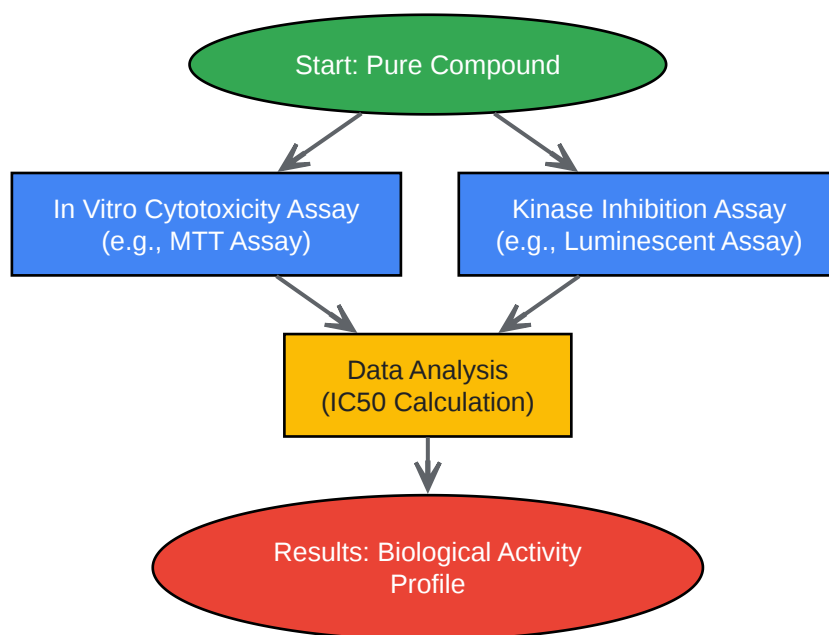 Start: Pure Compound
In Vitro Cytotoxicity Assay
(e.g., MTT Assay)
Kinase Inhibition Assay
(e.g., Luminescent Assay)
Data Analysis
(IC50 Calculation)
Results: Biological Activity
Profile